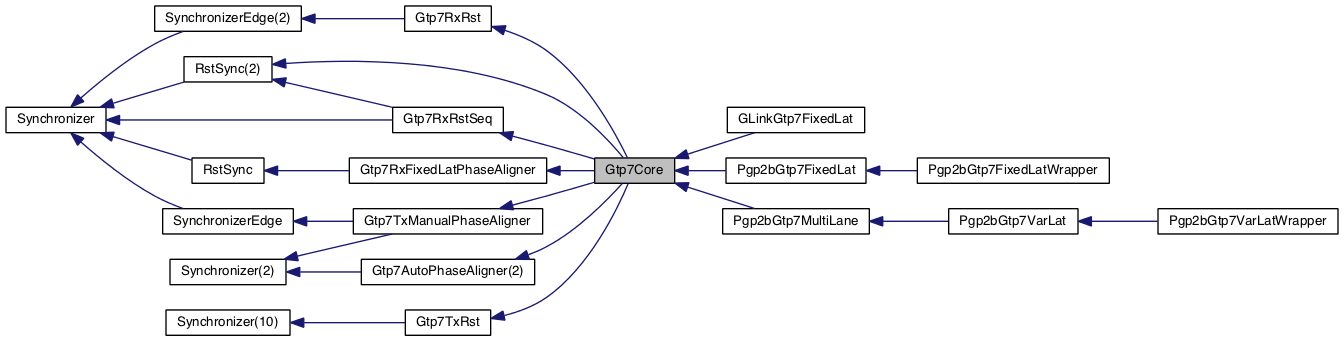 SynchronizerEdge(2)
Gtp7RxRst
RstSync(2)
Synchronizer
Gtp7RxRstSeq
GLinkGtp7FixedLat
RstSync
Gtp7RxFixedLatPhaseAligner
Gtp7Core
Pgp2bGtp7FixedLat
Pgp2bGtp7FixedLatWrapper
SynchronizerEdge
Gtp7TxManualPhaseAligner
Pgp2bGtp7MultiLane
Pgp2bGtp7VarLat
Pgp2bGtp7VarLatWrapper
Synchronizer(2)
Gtp7AutoPhaseAligner(2)
Synchronizer(10)
Gtp7TxRst